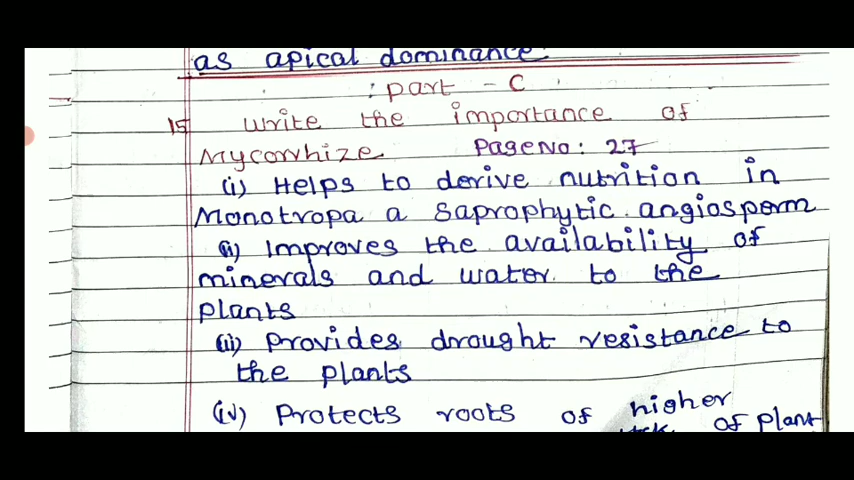 as apical dominance
: part - C
15 write the importance of
Mycorrhize PageNo: 27
(i) Helps to derive nutrition in
Monotropa a saprophytic angiosperm
(ii) improves the availability of
minerals and water to the
plants
(iii) provides drought resistance to
the plants
(iv) Protects roots of higher
of plant